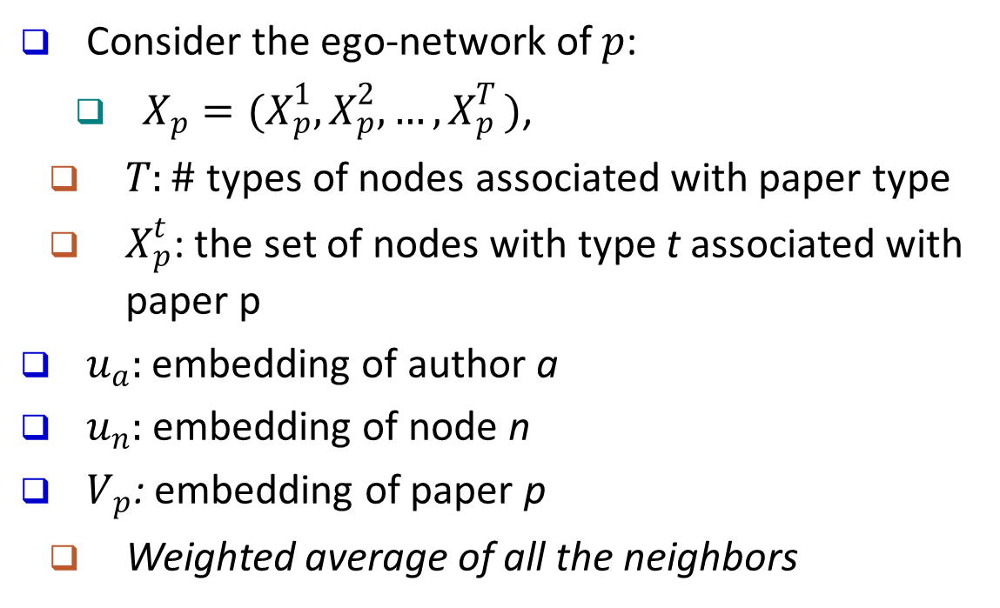 ❑ Consider the ego-network of p:
❑ X_p = (X_p^1, X_p^2, … , X_p^T ),
❑ T: # types of nodes associated with paper type
❑ X_p^t: the set of nodes with type t associated with
paper p
❑ u_a: embedding of author a
❑ u_n: embedding of node n
❑ V_p: embedding of paper p
❑ Weighted average of all the neighbors